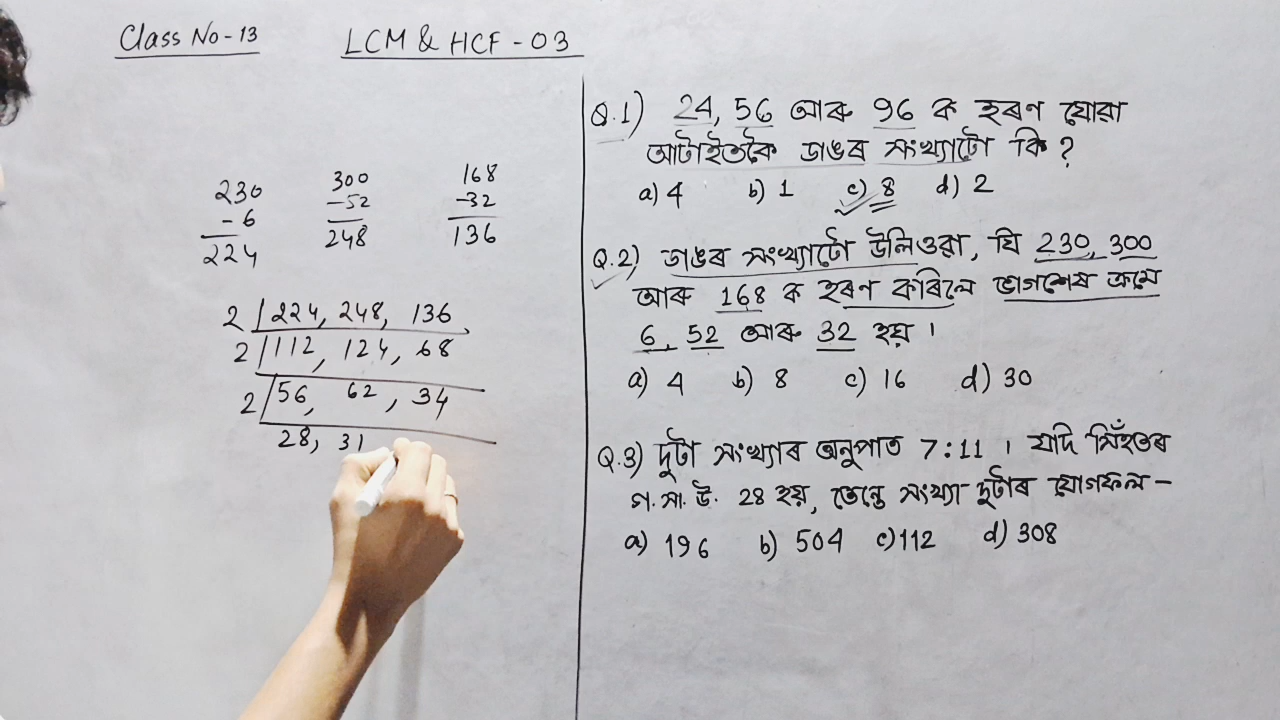 Class No-13
LCM & HCF - 03
230
-6
224
300
-52
248
168
-32
136
2 224, 248, 136
2 112, 124, 68
2 56, 62, 34
28, 31
Q.1) 24, 56 আৰু 96 ক হৰণ যোৱা
আটাইতকৈ ডাঙৰ সংখ্যাটো কি ?
a) 4 b) 1 c) 8 d) 2
Q.2) ডাঙৰ সংখ্যাটো উলিওৱা, যি 230, 300
আৰু 168 ক হৰণ কৰিলে ভাগশেষ ক্ৰমে
6, 52 আৰু 32 হয় ।
a) 4 b) 8 c) 16 d) 30
Q.3) দুটা সংখ্যাৰ অনুপাত 7:11 । যদি সিঁহতৰ
গ. সা. উ. 28 হয়, তেন্তে সংখ্যা দুটাৰ যোগফল –
a) 196 b) 504 c) 112 d) 308